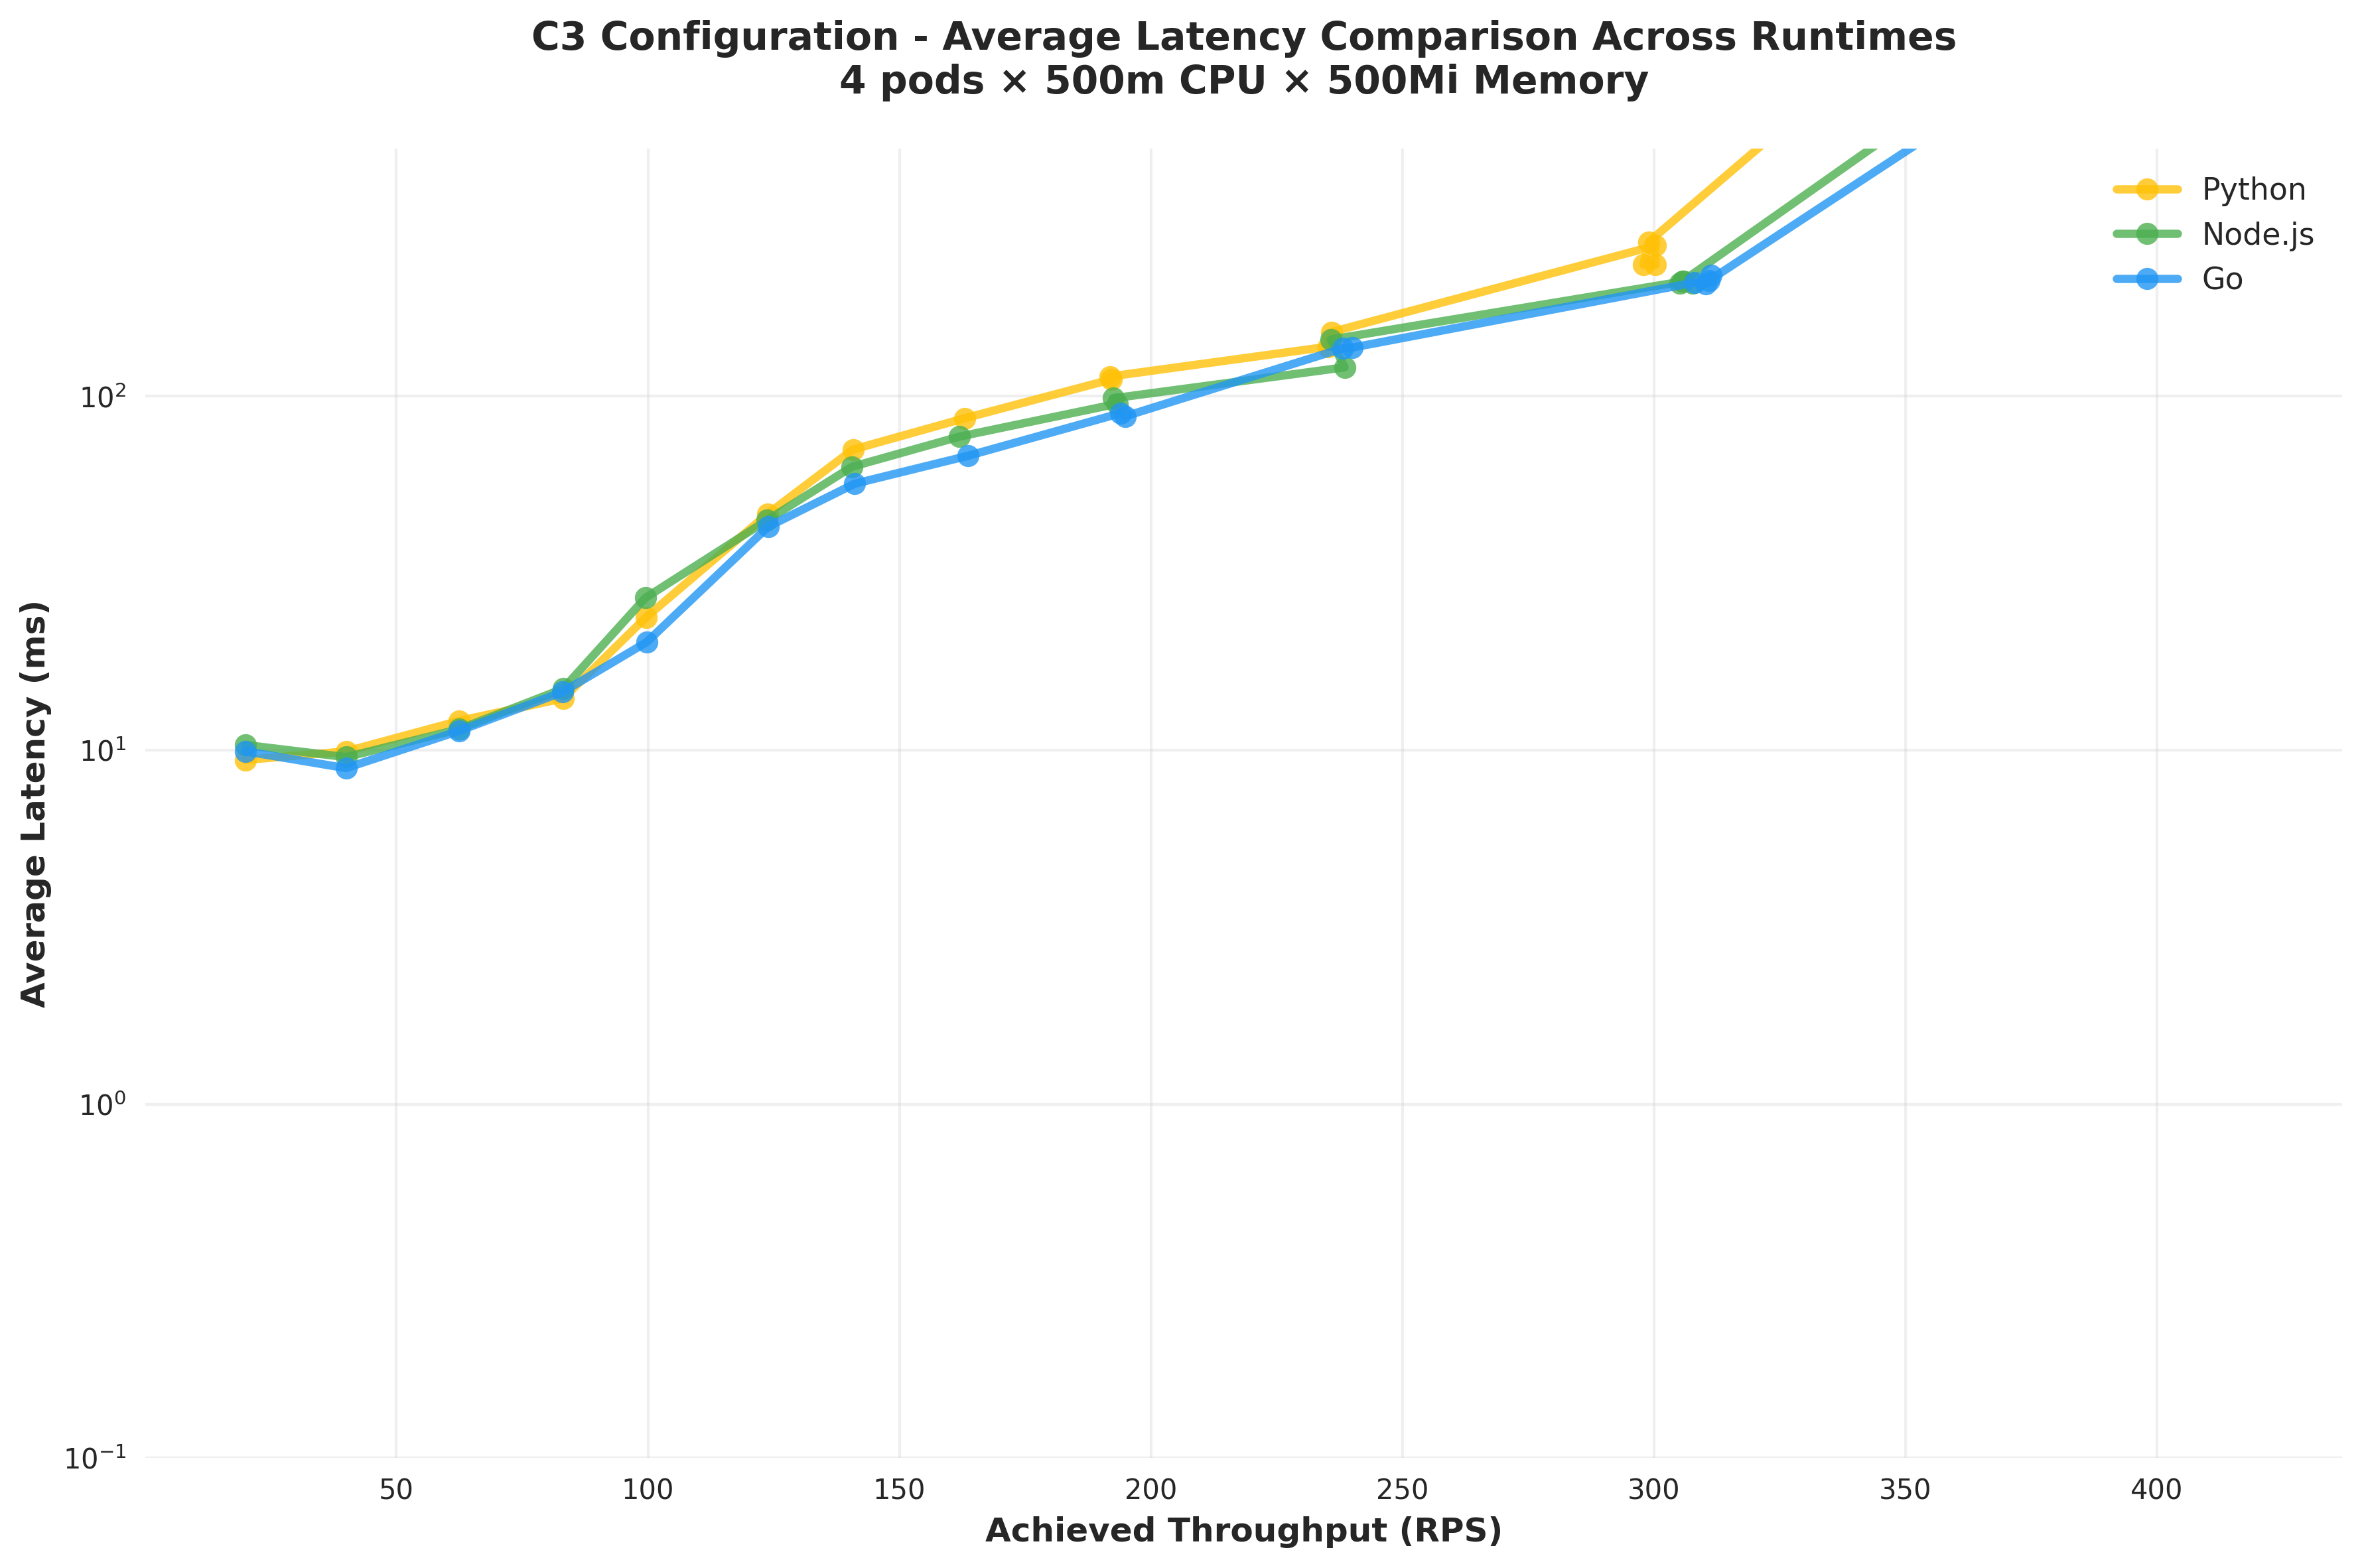 C3 Configuration - Average Latency Comparison Across Runtimes
4 pods × 500m CPU × 500Mi Memory
Python
Node.js
Go
Average Latency (ms)
10²
10¹
10⁰
10⁻¹
50 100 150 200 250 300 350 400
Achieved Throughput (RPS)